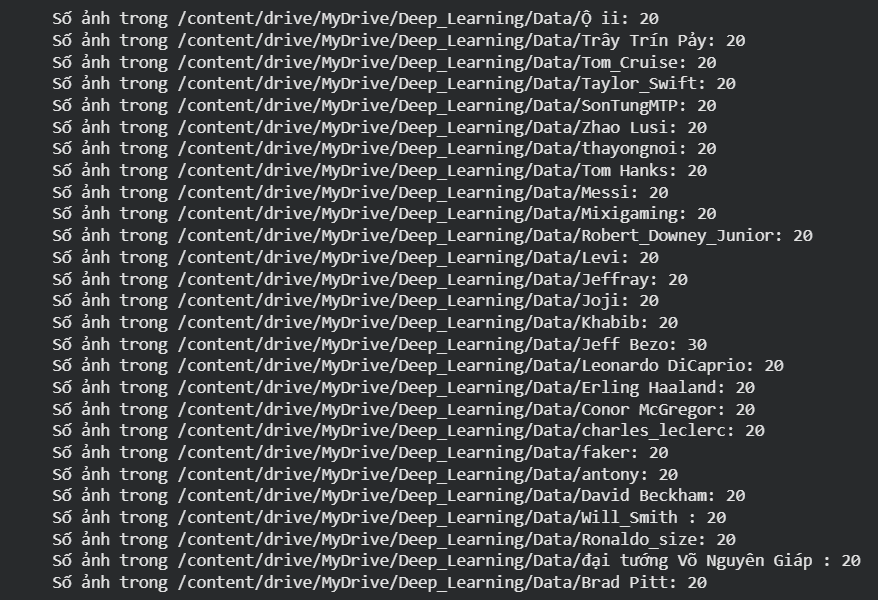 Số ảnh trong /content/drive/MyDrive/Deep_Learning/Data/Ộ ii: 20
Số ảnh trong /content/drive/MyDrive/Deep_Learning/Data/Trây Trín Pảy: 20
Số ảnh trong /content/drive/MyDrive/Deep_Learning/Data/Tom_Cruise: 20
Số ảnh trong /content/drive/MyDrive/Deep_Learning/Data/Taylor_Swift: 20
Số ảnh trong /content/drive/MyDrive/Deep_Learning/Data/SonTungMTP: 20
Số ảnh trong /content/drive/MyDrive/Deep_Learning/Data/Zhao Lusi: 20
Số ảnh trong /content/drive/MyDrive/Deep_Learning/Data/thayongnoi: 20
Số ảnh trong /content/drive/MyDrive/Deep_Learning/Data/Tom Hanks: 20
Số ảnh trong /content/drive/MyDrive/Deep_Learning/Data/Messi: 20
Số ảnh trong /content/drive/MyDrive/Deep_Learning/Data/Mixigaming: 20
Số ảnh trong /content/drive/MyDrive/Deep_Learning/Data/Robert_Downey_Junior: 20
Số ảnh trong /content/drive/MyDrive/Deep_Learning/Data/Levi: 20
Số ảnh trong /content/drive/MyDrive/Deep_Learning/Data/Jeffray: 20
Số ảnh trong /content/drive/MyDrive/Deep_Learning/Data/Joji: 20
Số ảnh trong /content/drive/MyDrive/Deep_Learning/Data/Khabib: 20
Số ảnh trong /content/drive/MyDrive/Deep_Learning/Data/Jeff Bezo: 30
Số ảnh trong /content/drive/MyDrive/Deep_Learning/Data/Leonardo DiCaprio: 20
Số ảnh trong /content/drive/MyDrive/Deep_Learning/Data/Erling Haaland: 20
Số ảnh trong /content/drive/MyDrive/Deep_Learning/Data/Conor McGregor: 20
Số ảnh trong /content/drive/MyDrive/Deep_Learning/Data/charles_leclerc: 20
Số ảnh trong /content/drive/MyDrive/Deep_Learning/Data/faker: 20
Số ảnh trong /content/drive/MyDrive/Deep_Learning/Data/antony: 20
Số ảnh trong /content/drive/MyDrive/Deep_Learning/Data/David Beckham: 20
Số ảnh trong /content/drive/MyDrive/Deep_Learning/Data/Will_Smith : 20
Số ảnh trong /content/drive/MyDrive/Deep_Learning/Data/Ronaldo_size: 20
Số ảnh trong /content/drive/MyDrive/Deep_Learning/Data/đại tướng Võ Nguyên Giáp : 20
Số ảnh trong /content/drive/MyDrive/Deep_Learning/Data/Brad Pitt: 20